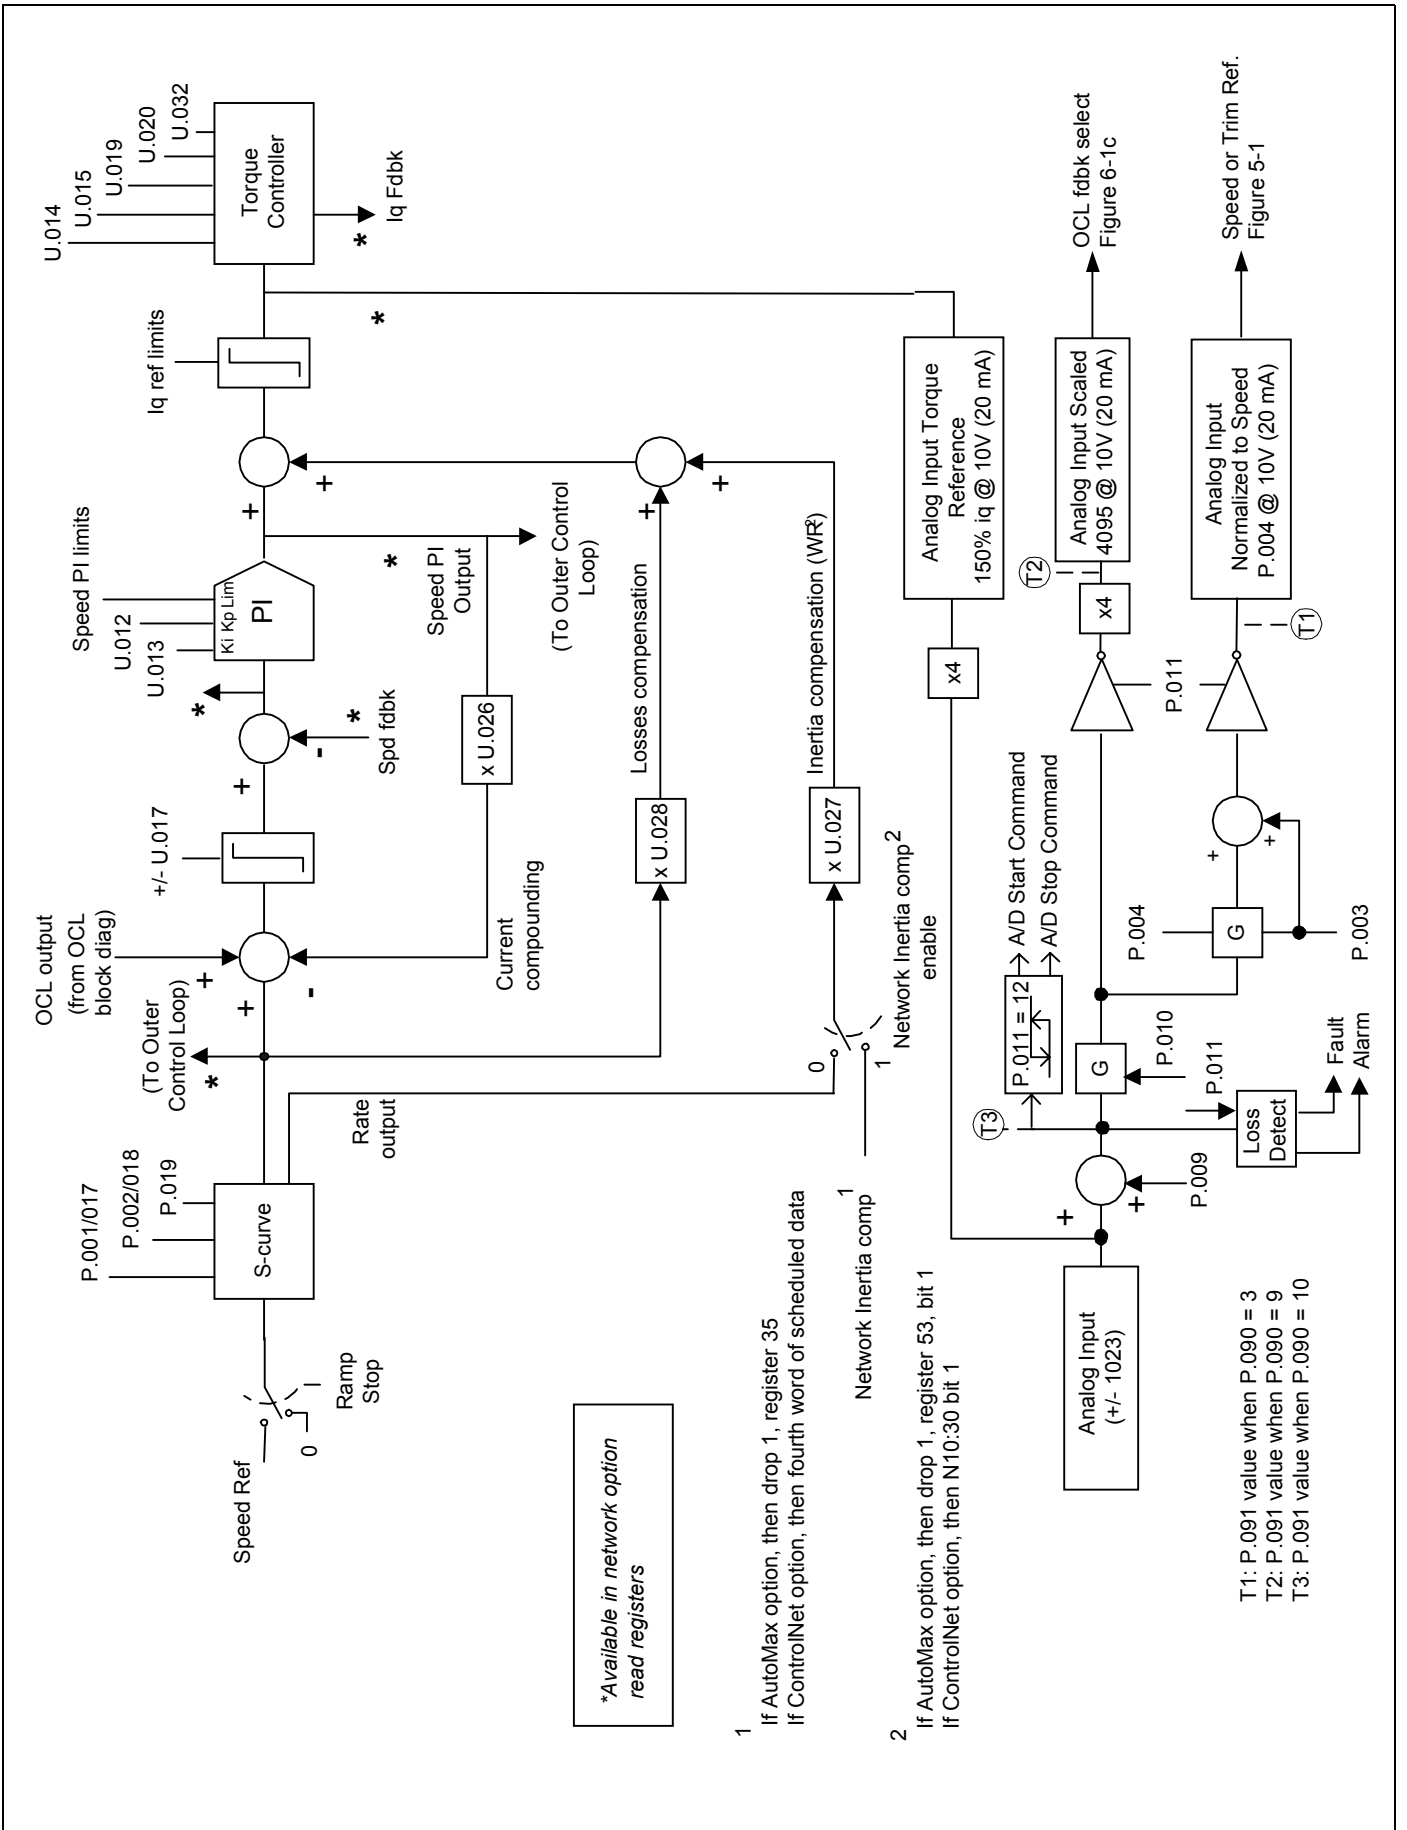 P.001/017
P.002/018
P.019
Speed Ref
0
Ramp
Stop
S-curve
Rate
output
(To Outer
Control Loop)
*
OCL output
(from OCL
block diag)
+
+
-
+/- U.017
Current
compounding
x U.026
+
-
Spd fdbk
*
*
Speed PI limits
U.012
U.013
Ki Kp Lim
PI
*
Speed PI
Output
(To Outer Control
Loop)
+
+
Iq ref limits
*
U.014
U.015
U.019
U.020
U.032
Torque
Controller
*
Iq Fdbk
x U.028
Losses compensation
+
+
x U.027
Inertia compensation (WR²)
0
1
Network Inertia comp 1
Network Inertia comp 2
enable
*Available in network option
read registers
1
If AutoMax option, then drop 1, register 35
If ControlNet option, then fourth word of scheduled data
2
If AutoMax option, then drop 1, register 53, bit 1
If ControlNet option, then N10:30 bit 1
x4
Analog Input Torque
Reference
150% iq @ 10V (20 mA)
Analog Input
(+/- 1023)
+
+
P.009
T3
P.011 = 12
A/D Start Command
A/D Stop Command
G
P.010
P.011
Loss
Detect
Fault
Alarm
P.004
G
P.003
+
+
P.011
x4
T2
Analog Input Scaled
4095 @ 10V (20 mA)
OCL fdbk select
Figure 6-1c
T1
Analog Input
Normalized to Speed
P.004 @ 10V (20 mA)
Speed or Trim Ref.
Figure 5-1
T1: P.091 value when P.090 = 3
T2: P.091 value when P.090 = 9
T3: P.091 value when P.090 = 10